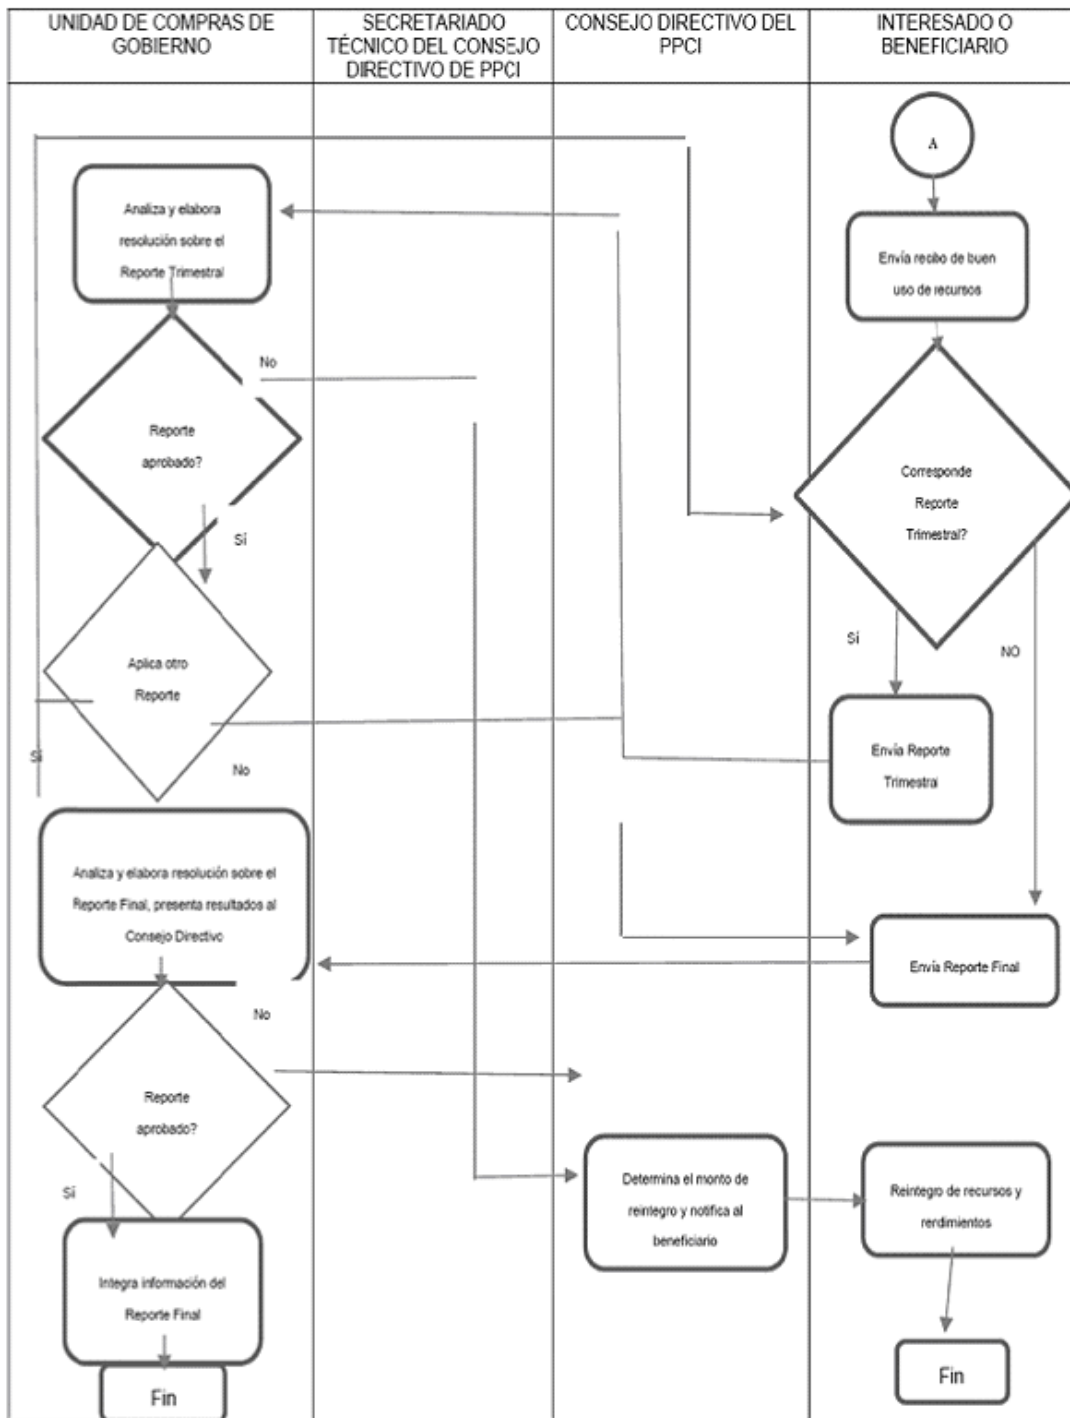 UNIDAD DE COMPRAS DE
GOBIERNO
SECRETARIADO
TÉCNICO DEL CONSEJO
DIRECTIVO DE PPCI
CONSEJO DIRECTIVO DEL
PPCI
INTERESADO O
BENEFICIARIO
A
Envía recibo de buen
uso de recursos
Corresponde
Reporte
Trimestral?
Sí
NO
Envía Reporte
Trimestral
Analiza y elabora
resolución sobre el
Reporte Trimestral
Reporte
aprobado?
No
Sí
Aplica otro
Reporte
Si
No
Envía Reporte Final
Analiza y elabora resolución sobre el
Reporte Final, presenta resultados al
Consejo Directivo
Reporte
aprobado?
No
Sí
Integra información del
Reporte Final
Fin
Determina el monto de
reintegro y notifica al
beneficiario
Reintegro de recursos y
rerdimientos
Fin